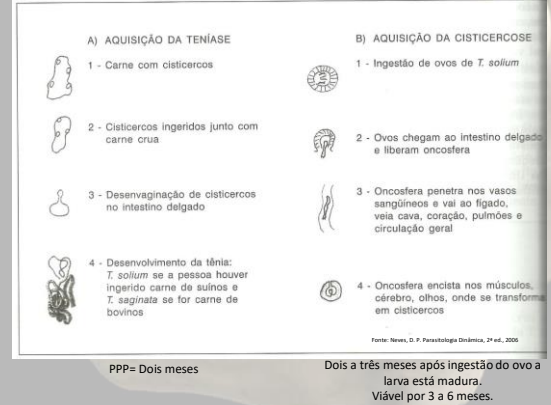 A) AQUISIÇÃO DA TENÍASE
1 - Carne com cisticercos
2 - Cisticercos ingeridos junto com
carne crua
3 - Desenvaginação de cisticercos
no intestino delgado
4 - Desenvolvimento da tênia:
T. solium se a pessoa houver
ingerido carne de suínos e
T. saginata se for carne de
bovinos
B) AQUISIÇÃO DA CISTICERCOSE
1 - Ingestão de ovos de T. solium
2 - Ovos chegam ao intestino delgado
e liberam oncosfera
3 - Oncosfera penetra nos vasos
sangüíneos e vai ao fígado,
veia cava, coração, pulmões e
circulação geral
4 - Oncosfera encista nos músculos,
cérebro, olhos, onde se transforma
em cisticercos
Fonte: Neves, D. P. Parasitologia Dinâmica, 2ª ed., 2006
PPP= Dois meses
Dois a três meses após ingestão do ovo a
larva está madura.
Viável por 3 a 6 meses.